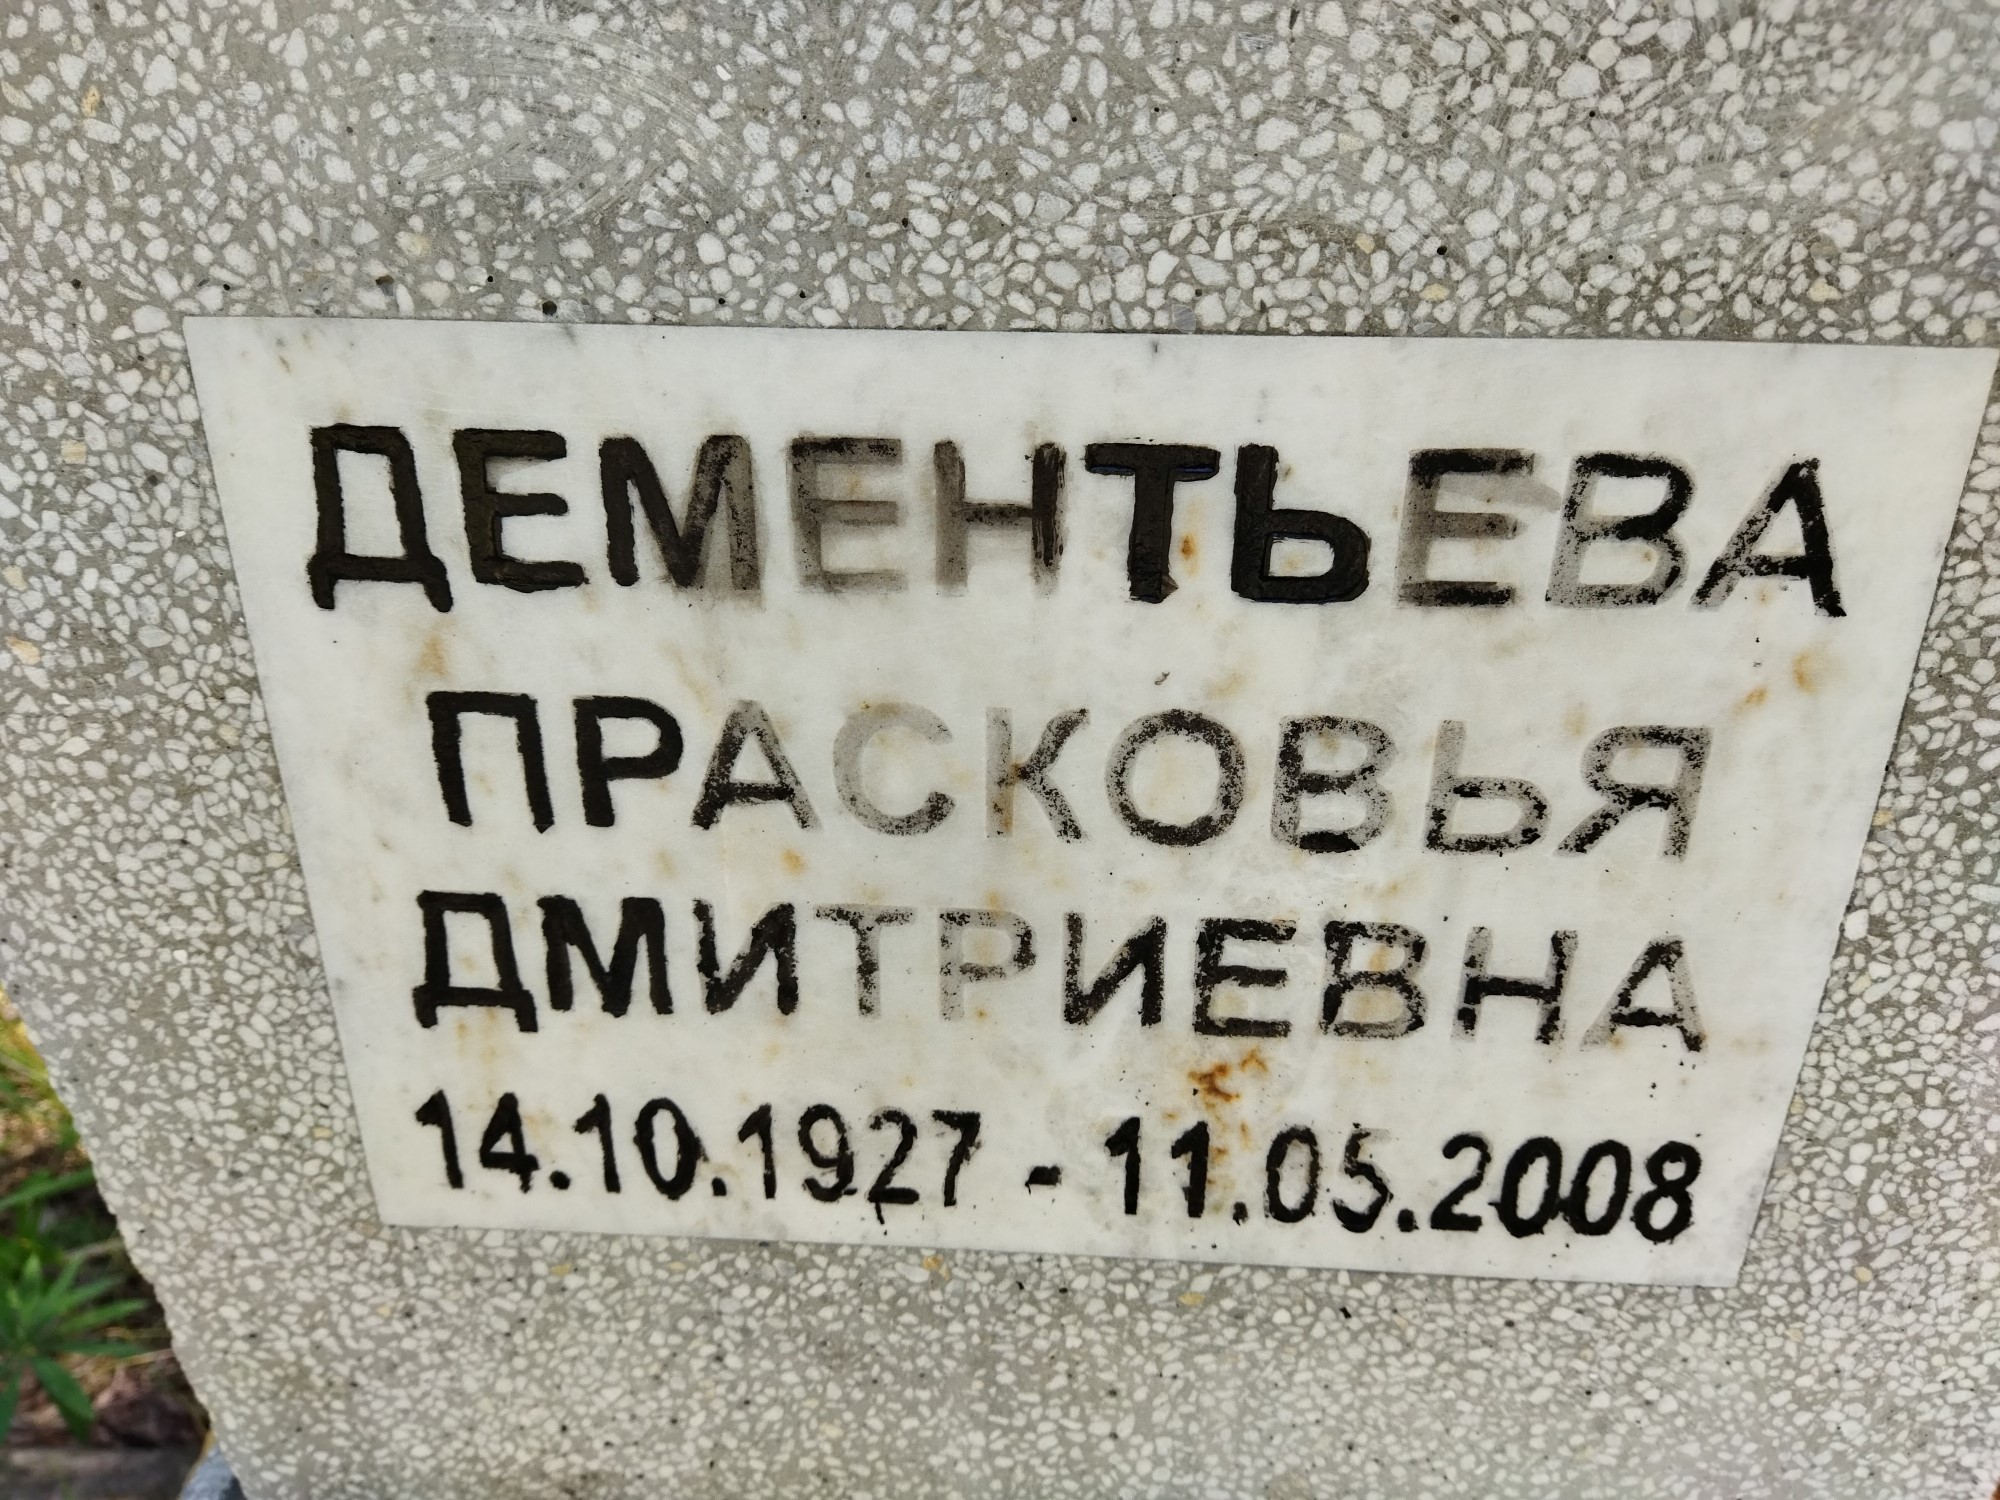 ДЕМЕНТЬЕВА
ПРАСКОВЬЯ
ДМИТРИЕВНА
14.10.1927 - 11.05.2008